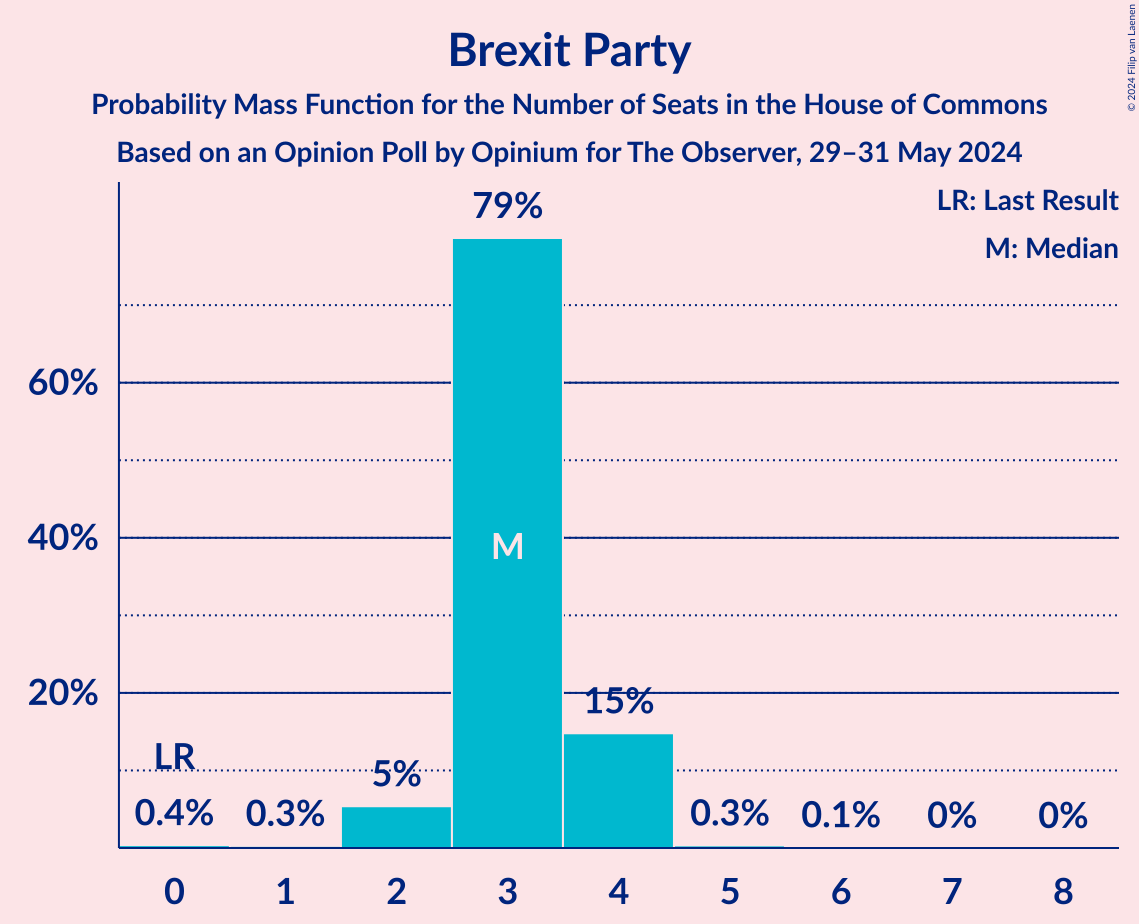 © 2024 Filip van Laenen
Brexit Party
Probability Mass Function for the Number of Seats in the House of Commons
Based on an Opinion Poll by Opinium for The Observer, 29–31 May 2024
LR: Last Result
M: Median
79%
60%
40%
M
20%
15%
LR
5%
0.4%
0.3%
0.3%
0.1%
0%
0%
0 1 2 3 4 5 6 7 8